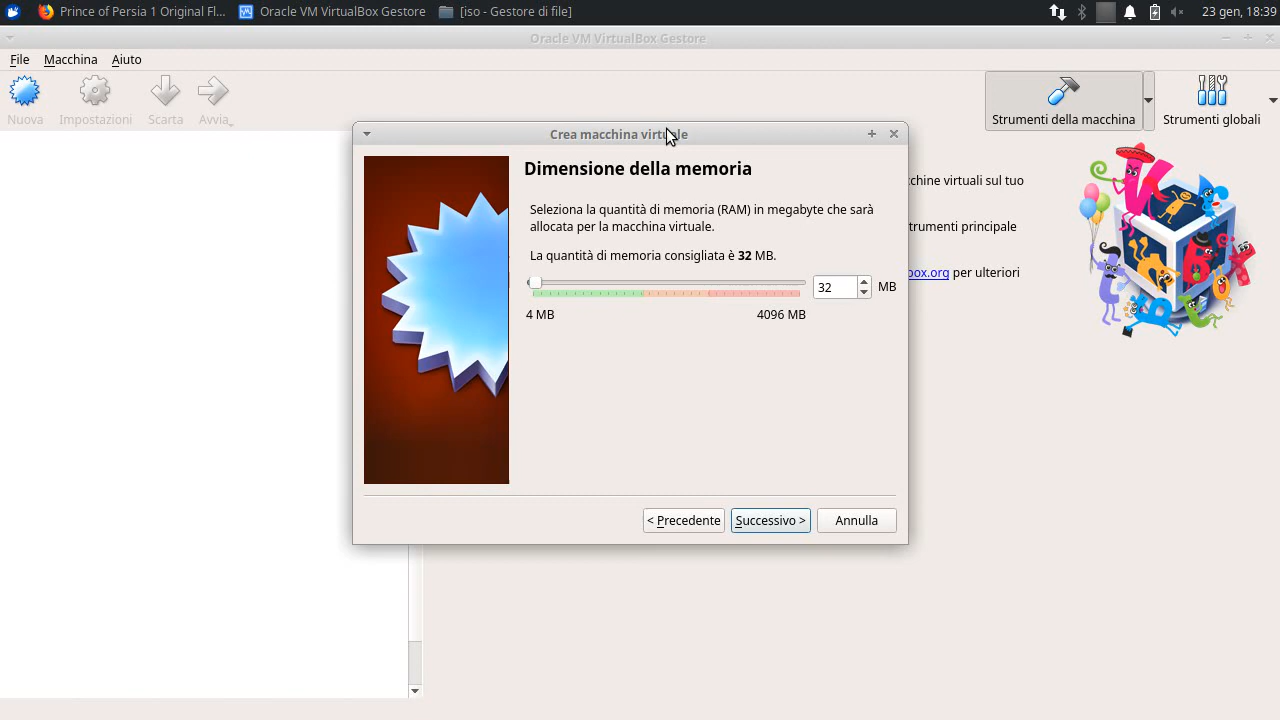 Prince of Persia 1 Original Fl...
Oracle VM VirtualBox Gestore
[iso - Gestore di file]
23 gen, 18:39
Oracle VM VirtualBox Gestore
File Macchina Aiuto
Nuova Impostazioni Scarta Avvia
Strumenti della macchina
Strumenti globali
Crea macchina virtuale
Dimensione della memoria
Seleziona la quantità di memoria (RAM) in megabyte che sarà
allocata per la macchina virtuale.
La quantità di memoria consigliata è 32 MB.
32 MB
4 MB 4096 MB
< Precedente Successivo > Annulla
chine virtuali sul tuo
trumenti principale
box.org per ulteriori